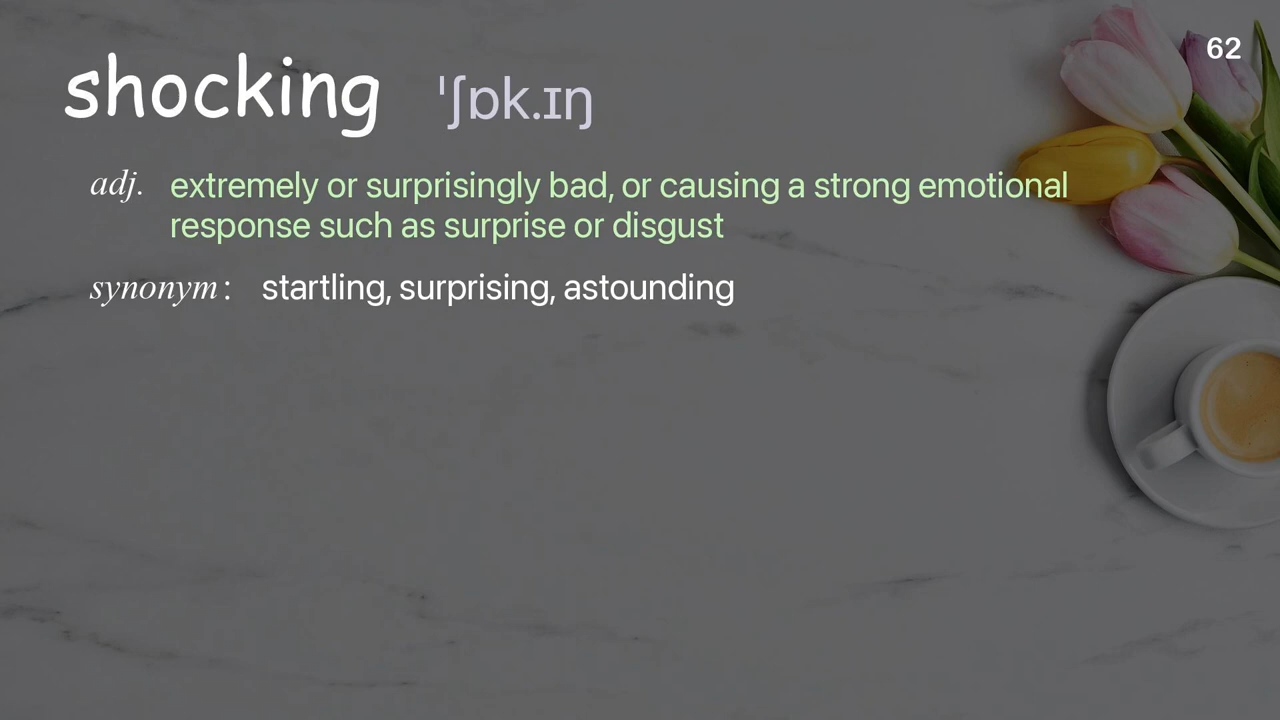 62
shocking ˈʃɒk.ɪŋ
adj. extremely or surprisingly bad, or causing a strong emotional
response such as surprise or disgust
synonym: startling, surprising, astounding